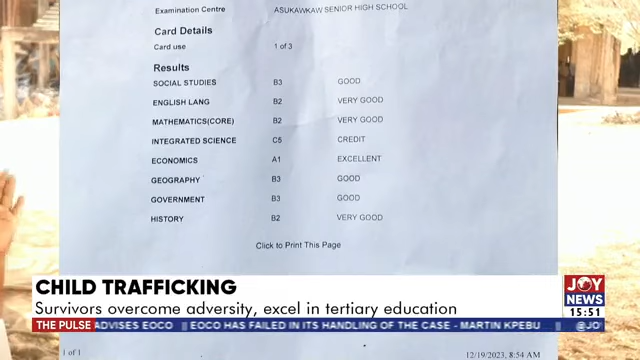 Examination Centre ASUKAWKAW SENIOR HIGH SCHOOL
Card Details
Card use 1 of 3
Results
SOCIAL STUDIES B3 GOOD
ENGLISH LANG B2 VERY GOOD
MATHEMATICS(CORE) B2 VERY GOOD
INTEGRATED SCIENCE C5 CREDIT
ECONOMICS A1 EXCELLENT
GEOGRAPHY B3 GOOD
GOVERNMENT B3 GOOD
HISTORY B2 VERY GOOD
Click to Print This Page
CHILD TRAFFICKING
Survivors overcome adversity, excel in tertiary education
JOY
NEWS
15:51
THE PULSE ADVISES EOCO || EOCO HAS FAILED IN ITS HANDLING OF THE CASE - MARTIN KPEBU || @JOY
1 of 1 12/19/2023, 8:54 AM